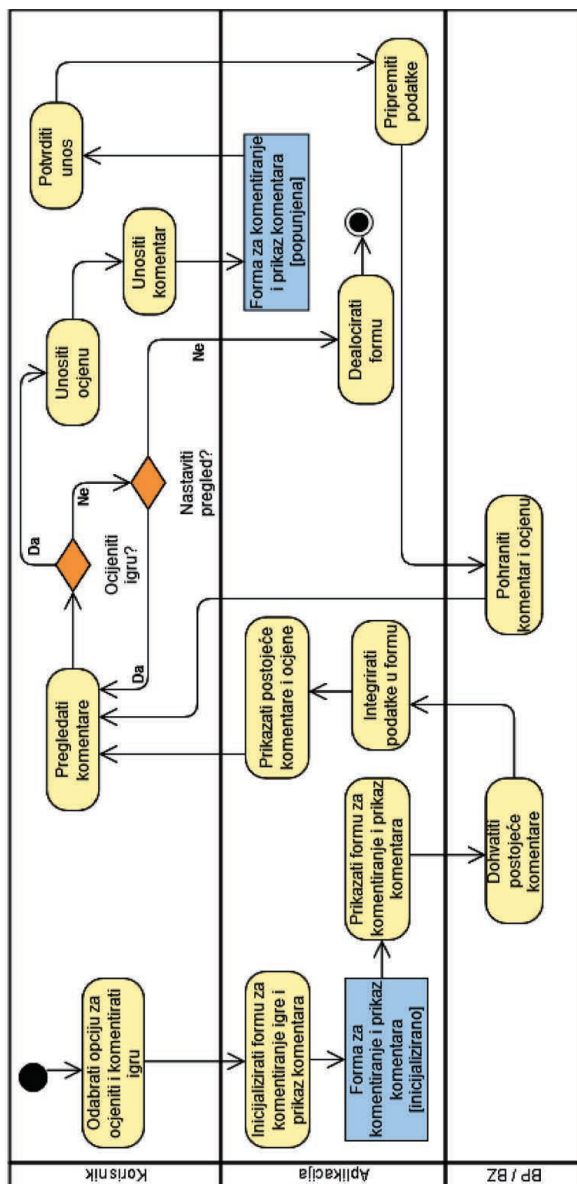 Korisnik
Odabrati opciju za
ocjeniti i komentirati
igru
Pregledati
komentare
Ocijeniti
igru?
Da
Ne
Nastaviti
pregled?
Da
Ne
Unositi
ocjenu
Unositi
komentar
Potvrditi
unos
Aplikacija
Inicijalizirati formu za
komentiranje igre i
prikaz komentara
Forma za
komentiranje i prikaz
komentara
[inicijalizirano]
Prikazati formu za
komentiranje i prikaz
komentara
Prikazati postojeće
komentare i ocjene
Integrirati
podatke u formu
Dealocirati
formu
Forma za komentiranje
i prikaz komentara
[popunjena]
Pripremiti
podatke
BP / BZ
Dohvatiti
postojeće
komentare
Pohraniti
komentar i ocjenu